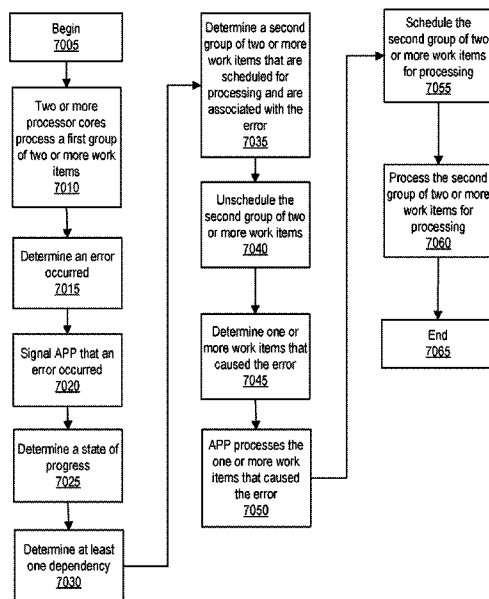 Begin
7005
Two or more
processor cores
process a first group
of two or more work
items
7010
Determine an error
occurred
7015
Signal APP that an
error occurred
7020
Determine a state of
progress
7025
Determine at least
one dependency
7030
Determine a second
group of two or more
work items that are
scheduled for
processing and are
associated with the
error
7035
Unschedule the
second group of two
or more work items
7040
Determine one or
more work items that
caused the error
7045
APP processes the
one or more work
items that caused
the error
7050
Schedule the
second group of two
or more work items
for processing
7055
Process the second
group of two or more
work items for
processing
7060
End
7065